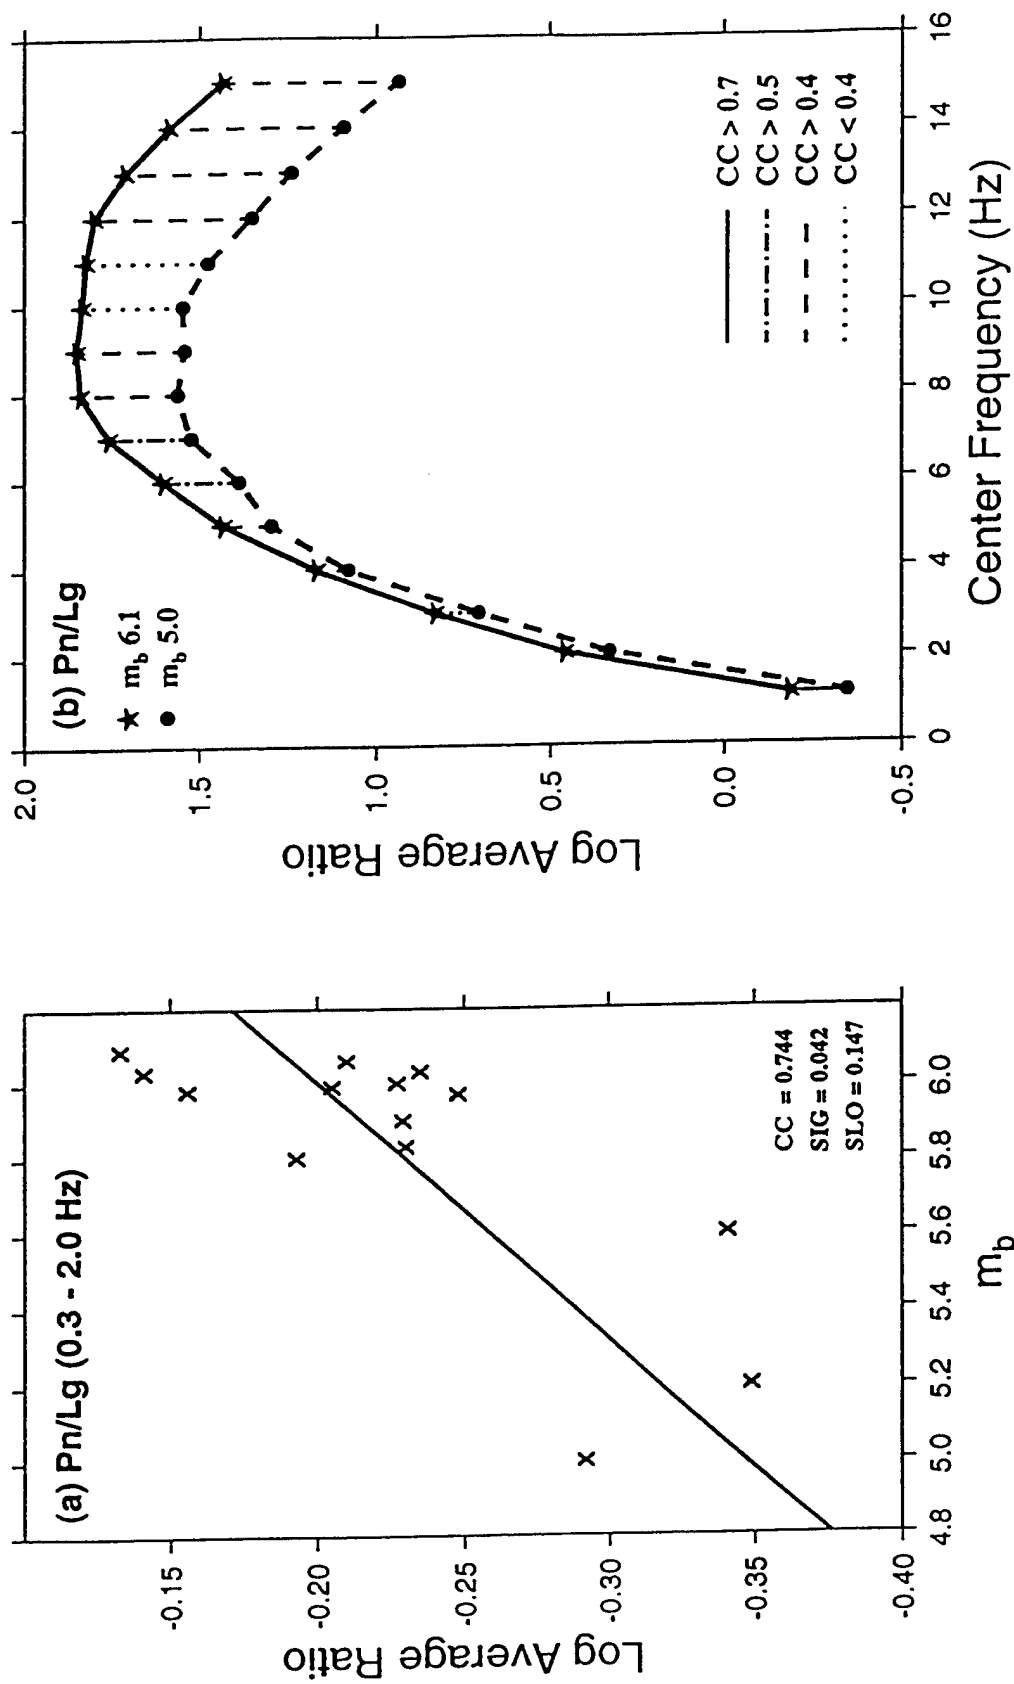 (a) Pn/Lg (0.3 - 2.0 Hz)
Log Average Ratio
-0.15
-0.20
-0.25
-0.30
-0.35
-0.40
CC = 0.744
SIG = 0.042
SLO = 0.147
4.8 5.0 5.2 5.4 5.6 5.8 6.0
m_b
(b) Pn/Lg
m_b 6.1
m_b 5.0
Log Average Ratio
2.0
1.5
1.0
0.5
0.0
-0.5
CC > 0.7
CC > 0.5
CC > 0.4
CC < 0.4
0 2 4 6 8 10 12 14 16
Center Frequency (Hz)